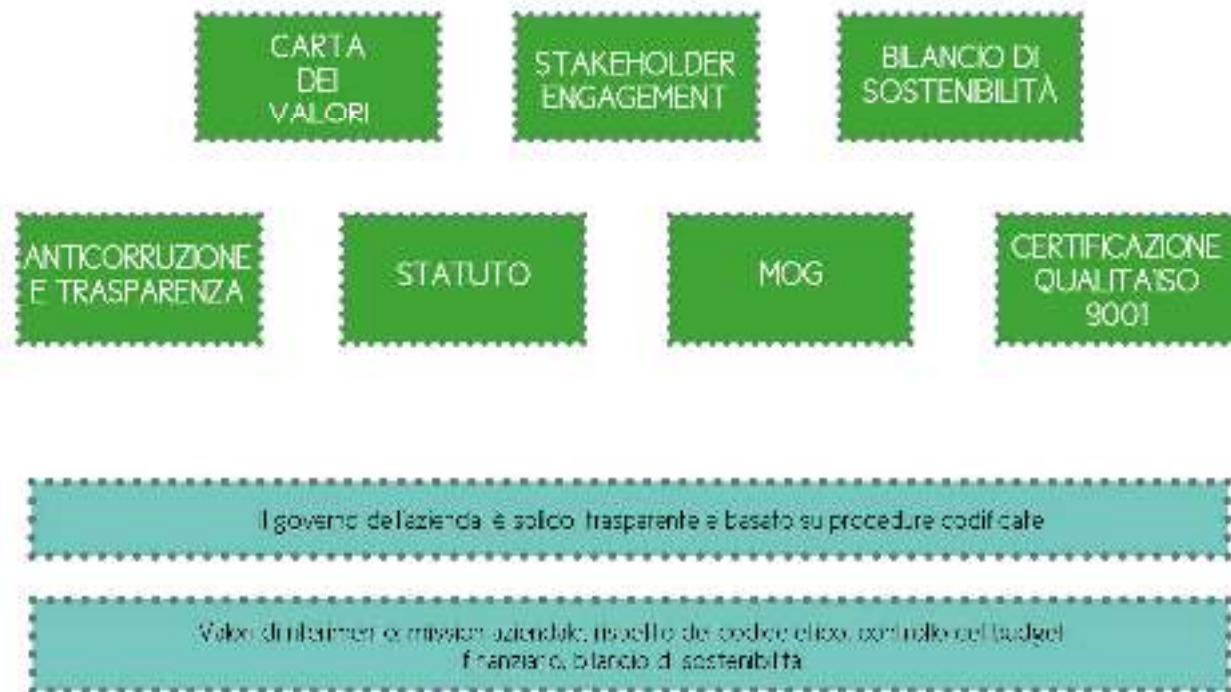 CARTA
DEI
VALORI
STAKEHOLDER
ENGAGEMENT
BILANCIO DI
SOSTENIBILITÀ
ANTICORRUZIONE
E TRASPARENZA
STATUTO
MOG
CERTIFICAZIONE
QUALITA'ISO
9001
Il governo dell'azienda è solido, trasparente e basato su procedure codificate
Valori di riferimento: mission aziendale, rispetto del codice etico, controllo del budget
finanziario, bilancio di sostenibilità